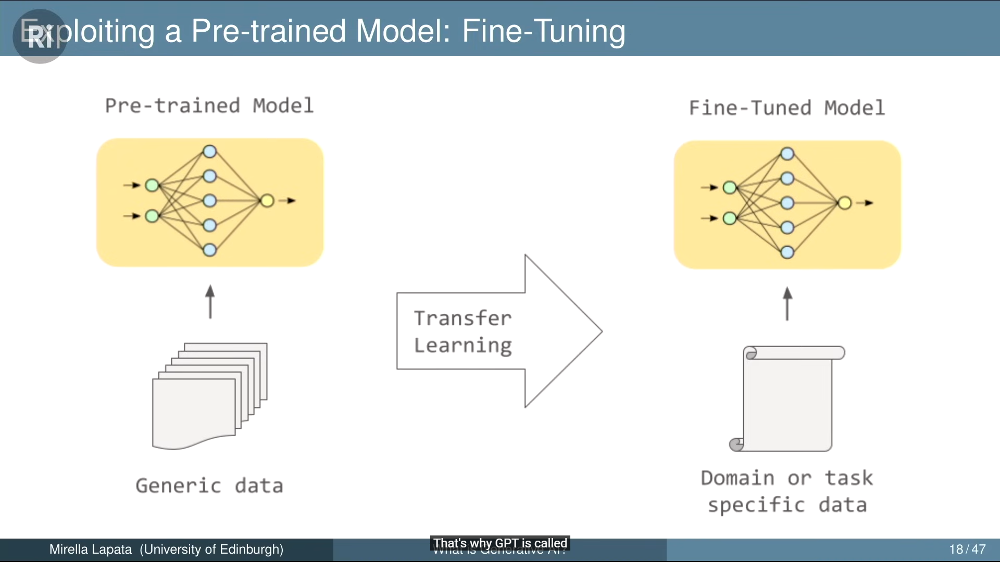 Exploiting a Pre-trained Model: Fine-Tuning
Ri
Pre-trained Model
Fine-Tuned Model
Transfer
Learning
Generic data
Domain or task
specific data
That's why GPT is called
Mirella Lapata (University of Edinburgh)
What is Generative AI?
18 / 47